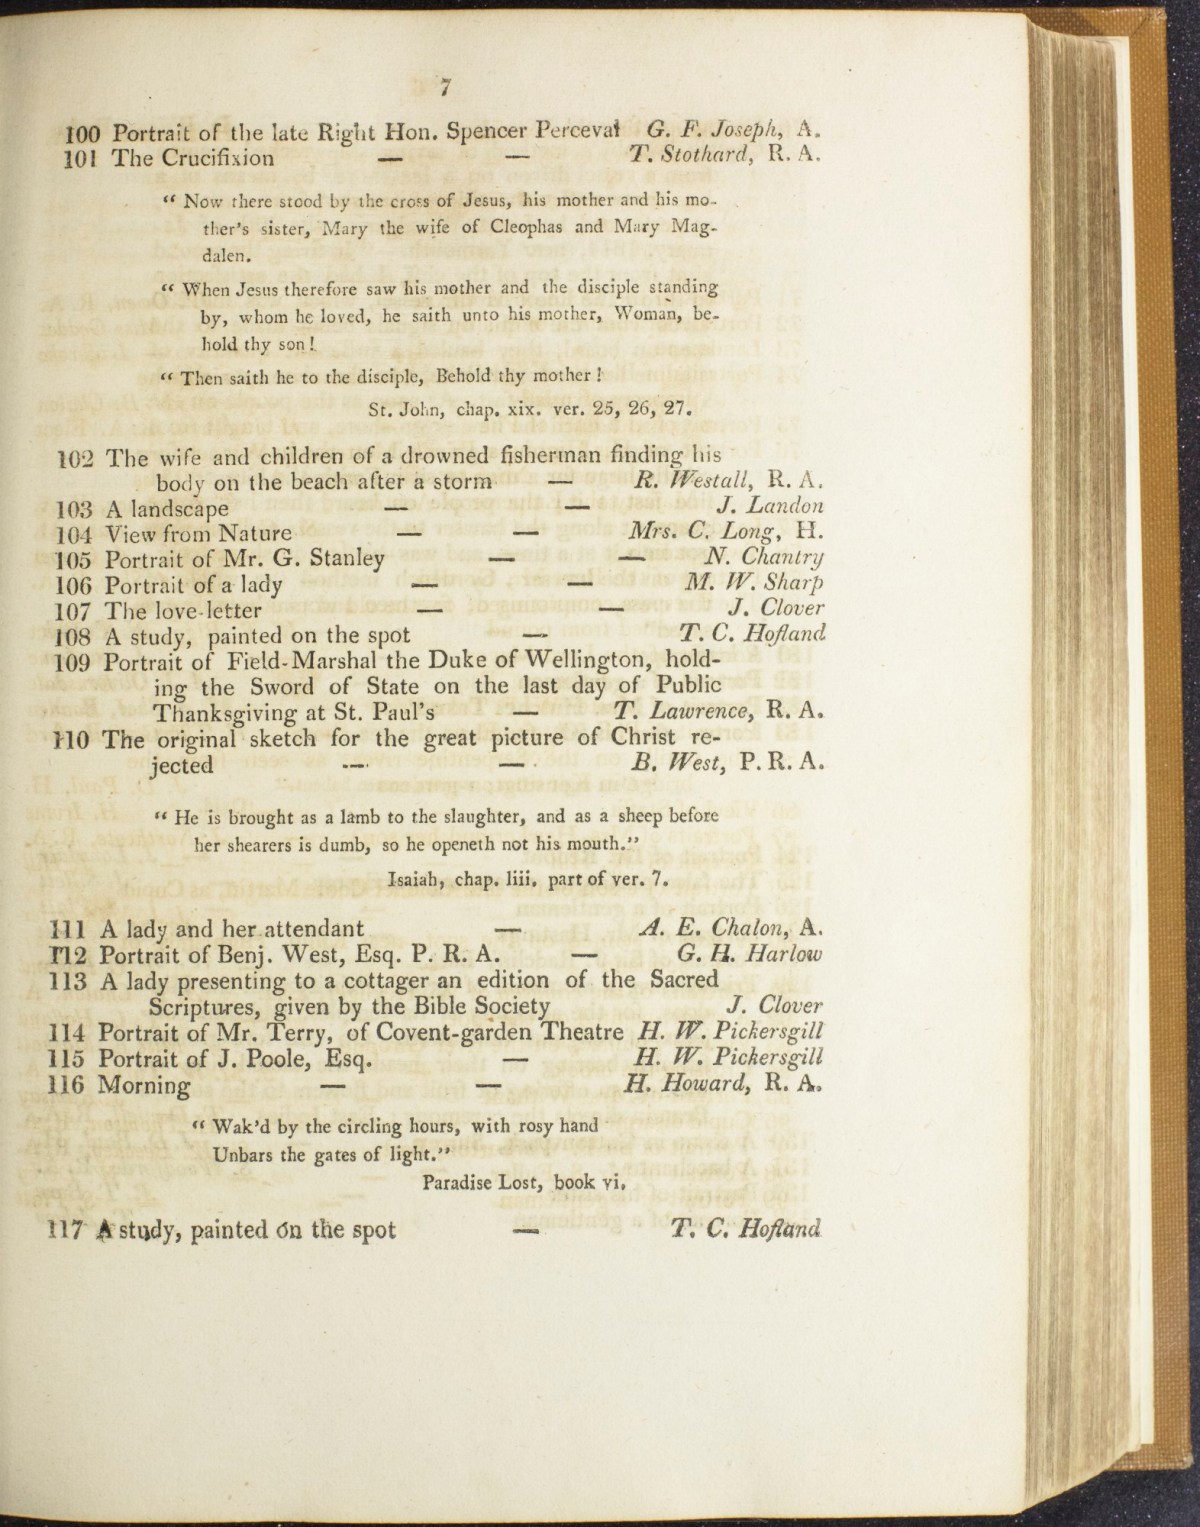 7
100 Portrait of the late Right Hon. Spencer Perceval G. F. Joseph, A.
101 The Crucifixion — — T. Stothard, R. A.
“ Now there stood by the cross of Jesus, his mother and his mo-
ther’s sister, Mary the wife of Cleophas and Mary Mag-
dalen.
“ When Jesus therefore saw his mother and the disciple standing
by, whom he loved, he saith unto his mother, Woman, be-
hold thy son !
“ Then saith he to the disciple, Behold thy mother !
St. John, chap. xix. ver. 25, 26, 27.
102 The wife and children of a drowned fisherman finding his
body on the beach after a storm — R. Westall, R. A.
103 A landscape — — J. Landon
104 View from Nature — — Mrs. C. Long, H.
105 Portrait of Mr. G. Stanley — — N. Chantry
106 Portrait of a lady — — M. W. Sharp
107 The love-letter — — J. Clover
108 A study, painted on the spot — T. C. Hofland
109 Portrait of Field-Marshal the Duke of Wellington, hold-
ing the Sword of State on the last day of Public
Thanksgiving at St. Paul’s — T. Lawrence, R. A.
110 The original sketch for the great picture of Christ re-
jected — — B. West, P. R. A.
“ He is brought as a lamb to the slaughter, and as a sheep before
her shearers is dumb, so he openeth not his mouth.”
Isaiah, chap. liii. part of ver. 7.
111 A lady and her attendant — A. E. Chalon, A.
112 Portrait of Benj. West, Esq. P. R. A. — G. H. Harlow
113 A lady presenting to a cottager an edition of the Sacred
Scriptures, given by the Bible Society J. Clover
114 Portrait of Mr. Terry, of Covent-garden Theatre H. W. Pickersgill
115 Portrait of J. Poole, Esq. — H. W. Pickersgill
116 Morning — — H. Howard, R. A.
“ Wak’d by the circling hours, with rosy hand
Unbars the gates of light.”
Paradise Lost, book vi.
117 A study, painted on the spot — T. C. Hofland